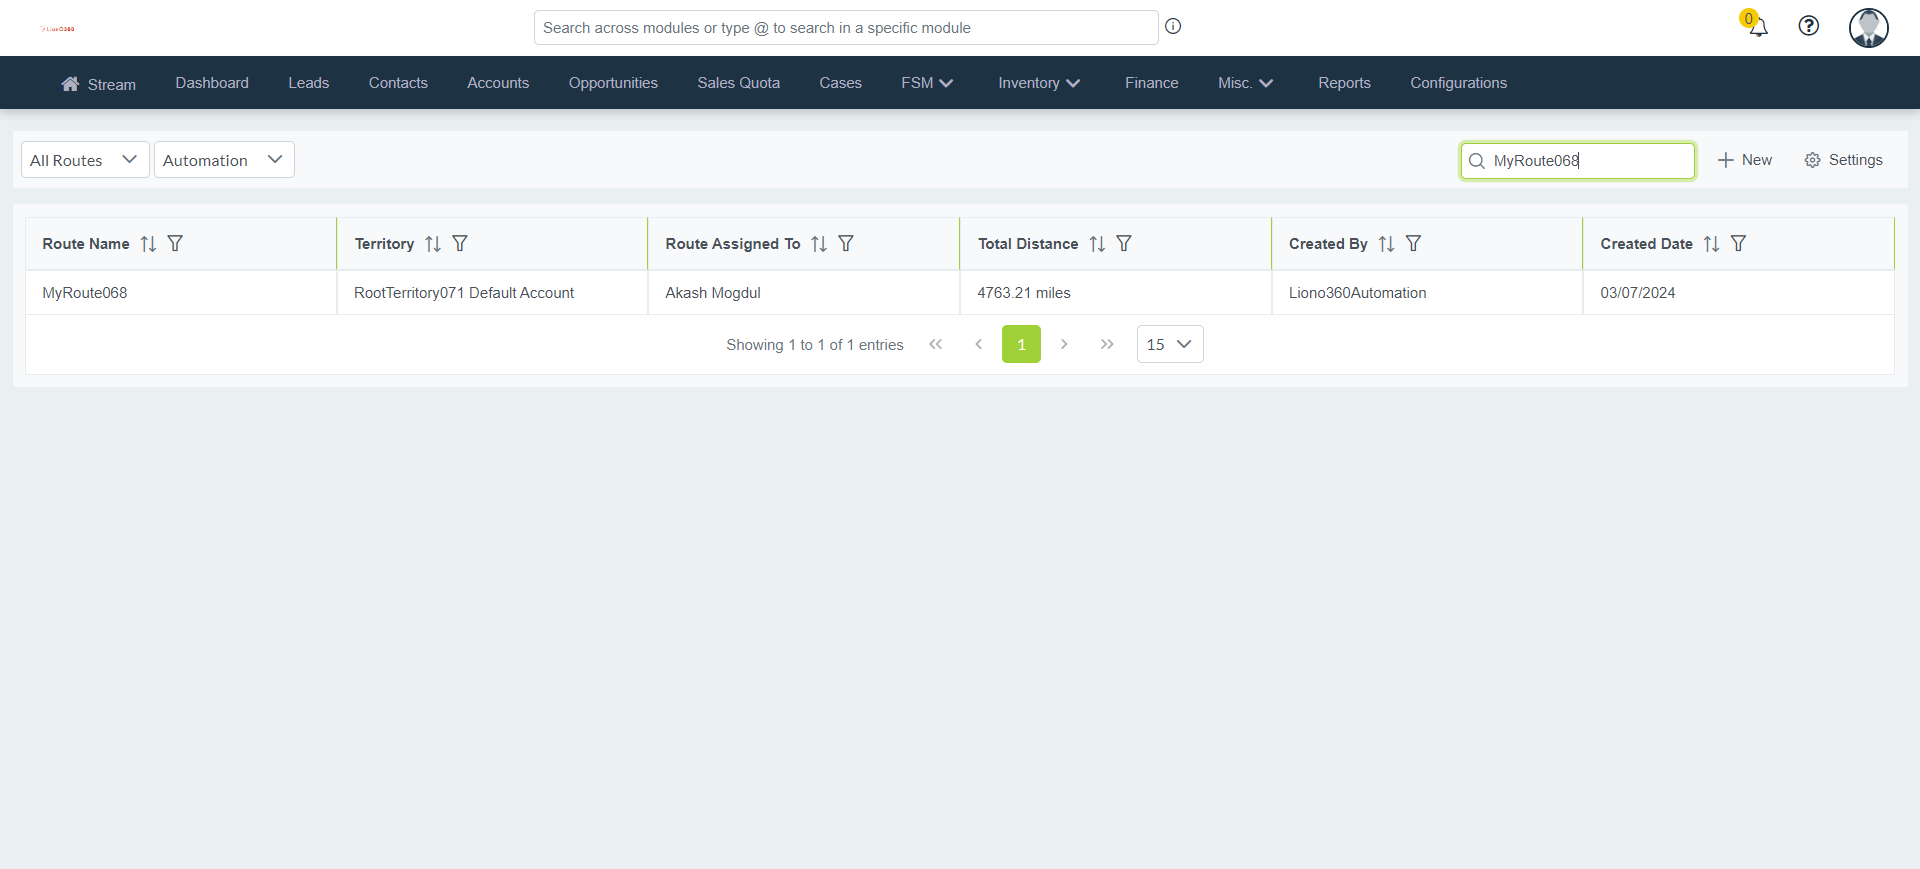 Search across modules or type @ to search in a specific module
0
Stream Dashboard Leads Contacts Accounts Opportunities Sales Quota Cases FSM Inventory Finance Misc. Reports Configurations
All Routes Automation MyRoute068 New Settings
Route Name Territory Route Assigned To Total Distance Created By Created Date
MyRoute068 RootTerritory071 Default Account Akash Mogdul 4763.21 miles Liono360Automation 03/07/2024
Showing 1 to 1 of 1 entries 1 15